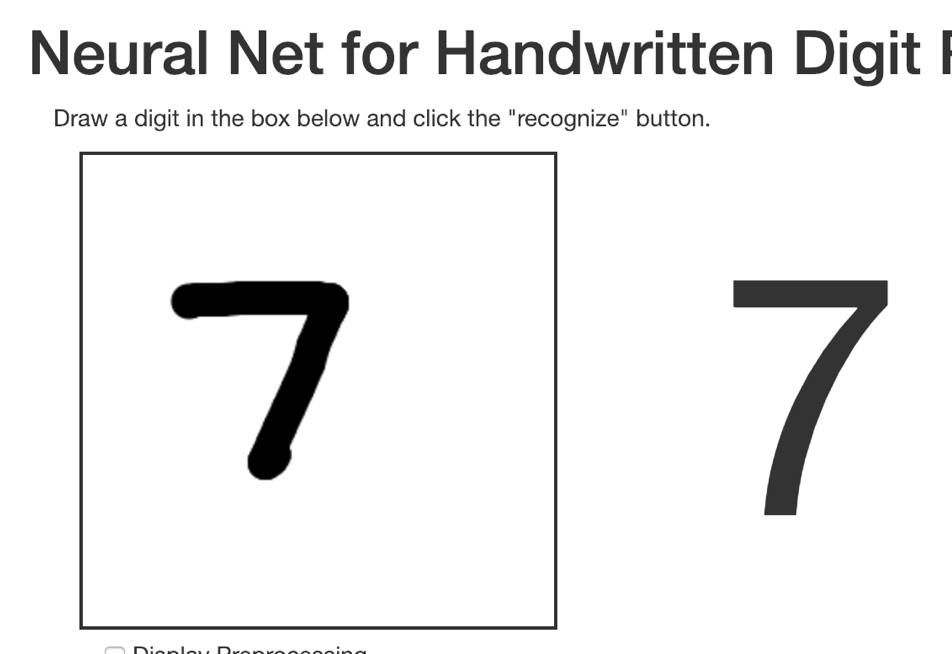 Neural Net for Handwritten Digit
Draw a digit in the box below and click the "recognize" button.
7
7
Display Preprocessing